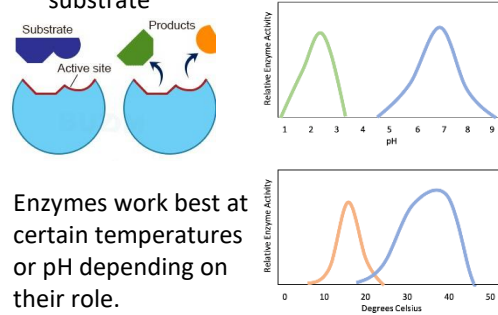 substrate
Substrate
Products
Active site
Enzymes work best at
certain temperatures
or pH depending on
their role.
Relative Enzyme Activity
1 2 3 4 5 6 7 8 9
pH
Relative Enzyme Activity
0 10 20 30 40 50
Degrees Celsius